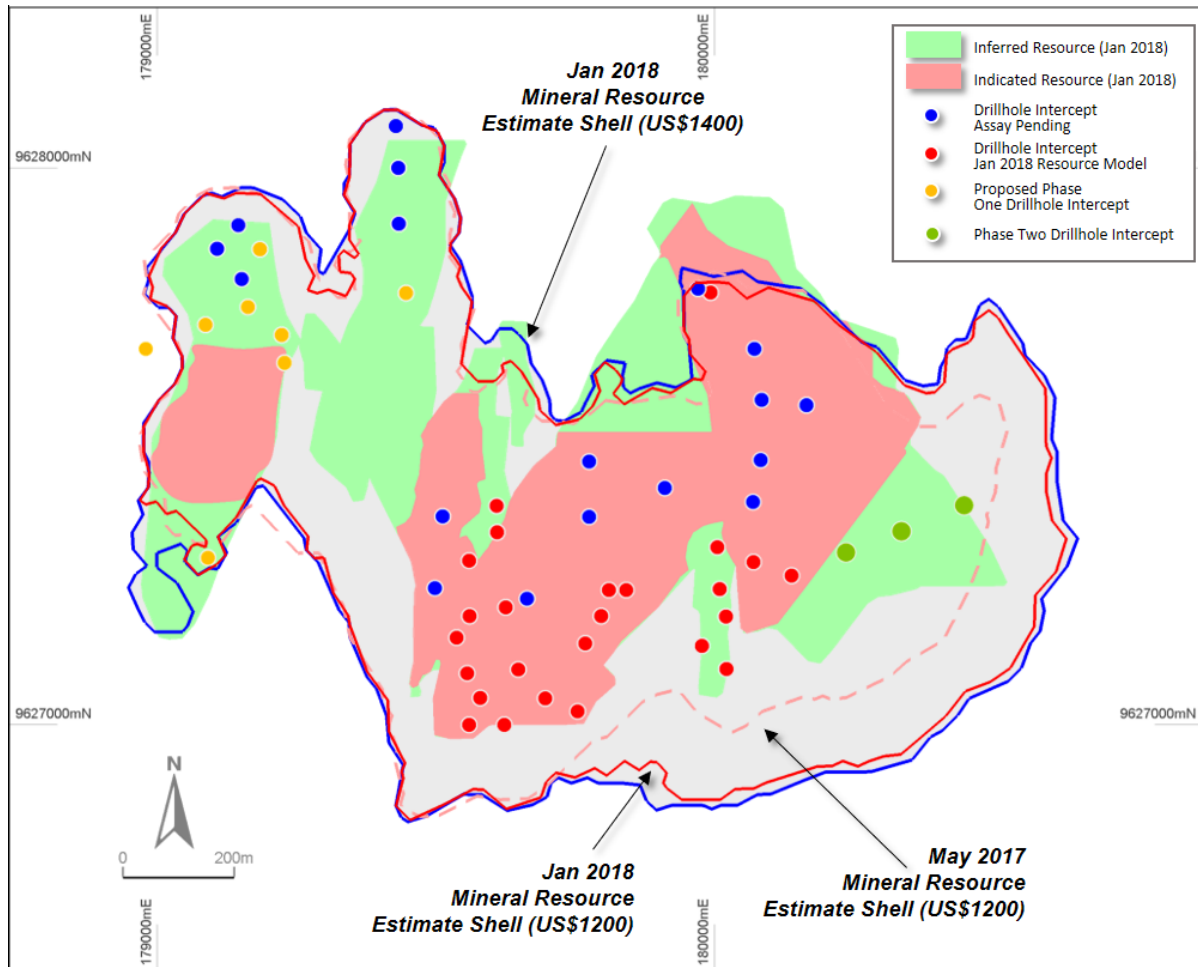 179000mE
180000mE
Inferred Resource (Jan 2018)
Indicated Resource (Jan 2018)
Drillhole Intercept
Assay Pending
Drillhole Intercept
Jan 2018 Resource Model
Proposed Phase
One Drillhole Intercept
Phase Two Drillhole Intercept
Jan 2018
Mineral Resource
Estimate Shell (US$1400)
9628000mN
9627000mN
9627000mN
N
0
200m
Jan 2018
Mineral Resource
Estimate Shell (US$1200)
May 2017
Mineral Resource
Estimate Shell (US$1200)
179000mE
180000mE